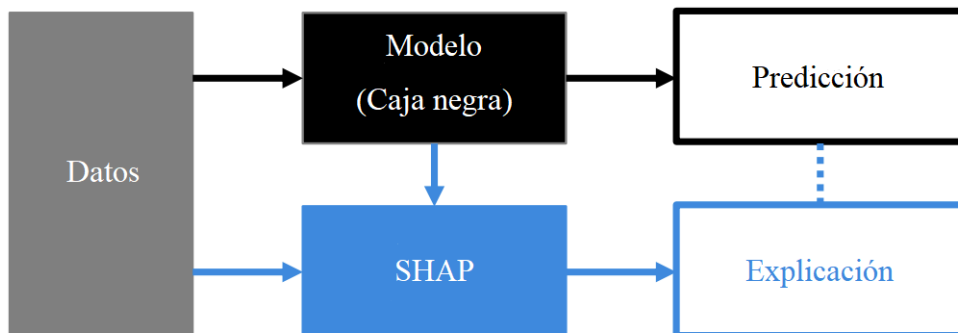 Datos
Modelo
(Caja negra)
Predicción
SHAP
Explicación